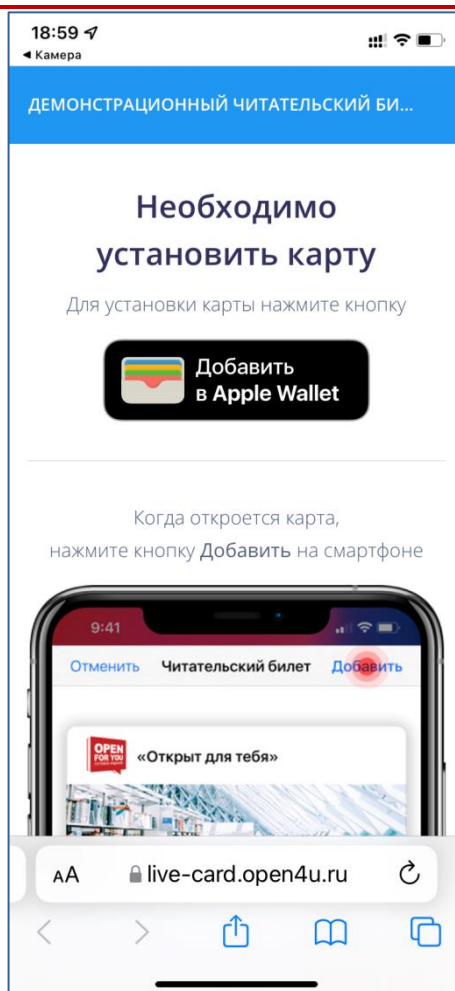 18:59
Камера
ДЕМОНСТРАЦИОННЫЙ ЧИТАТЕЛЬСКИЙ БИ...
Необходимо
установить карту
Для установки карты нажмите кнопку
Добавить
в Apple Wallet
Когда откроется карта,
нажмите кнопку Добавить на смартфоне
9:41
Отменить Читательский билет Добавить
OPEN
FOR YOU
«Открыт для тебя»
AA live-card.open4u.ru